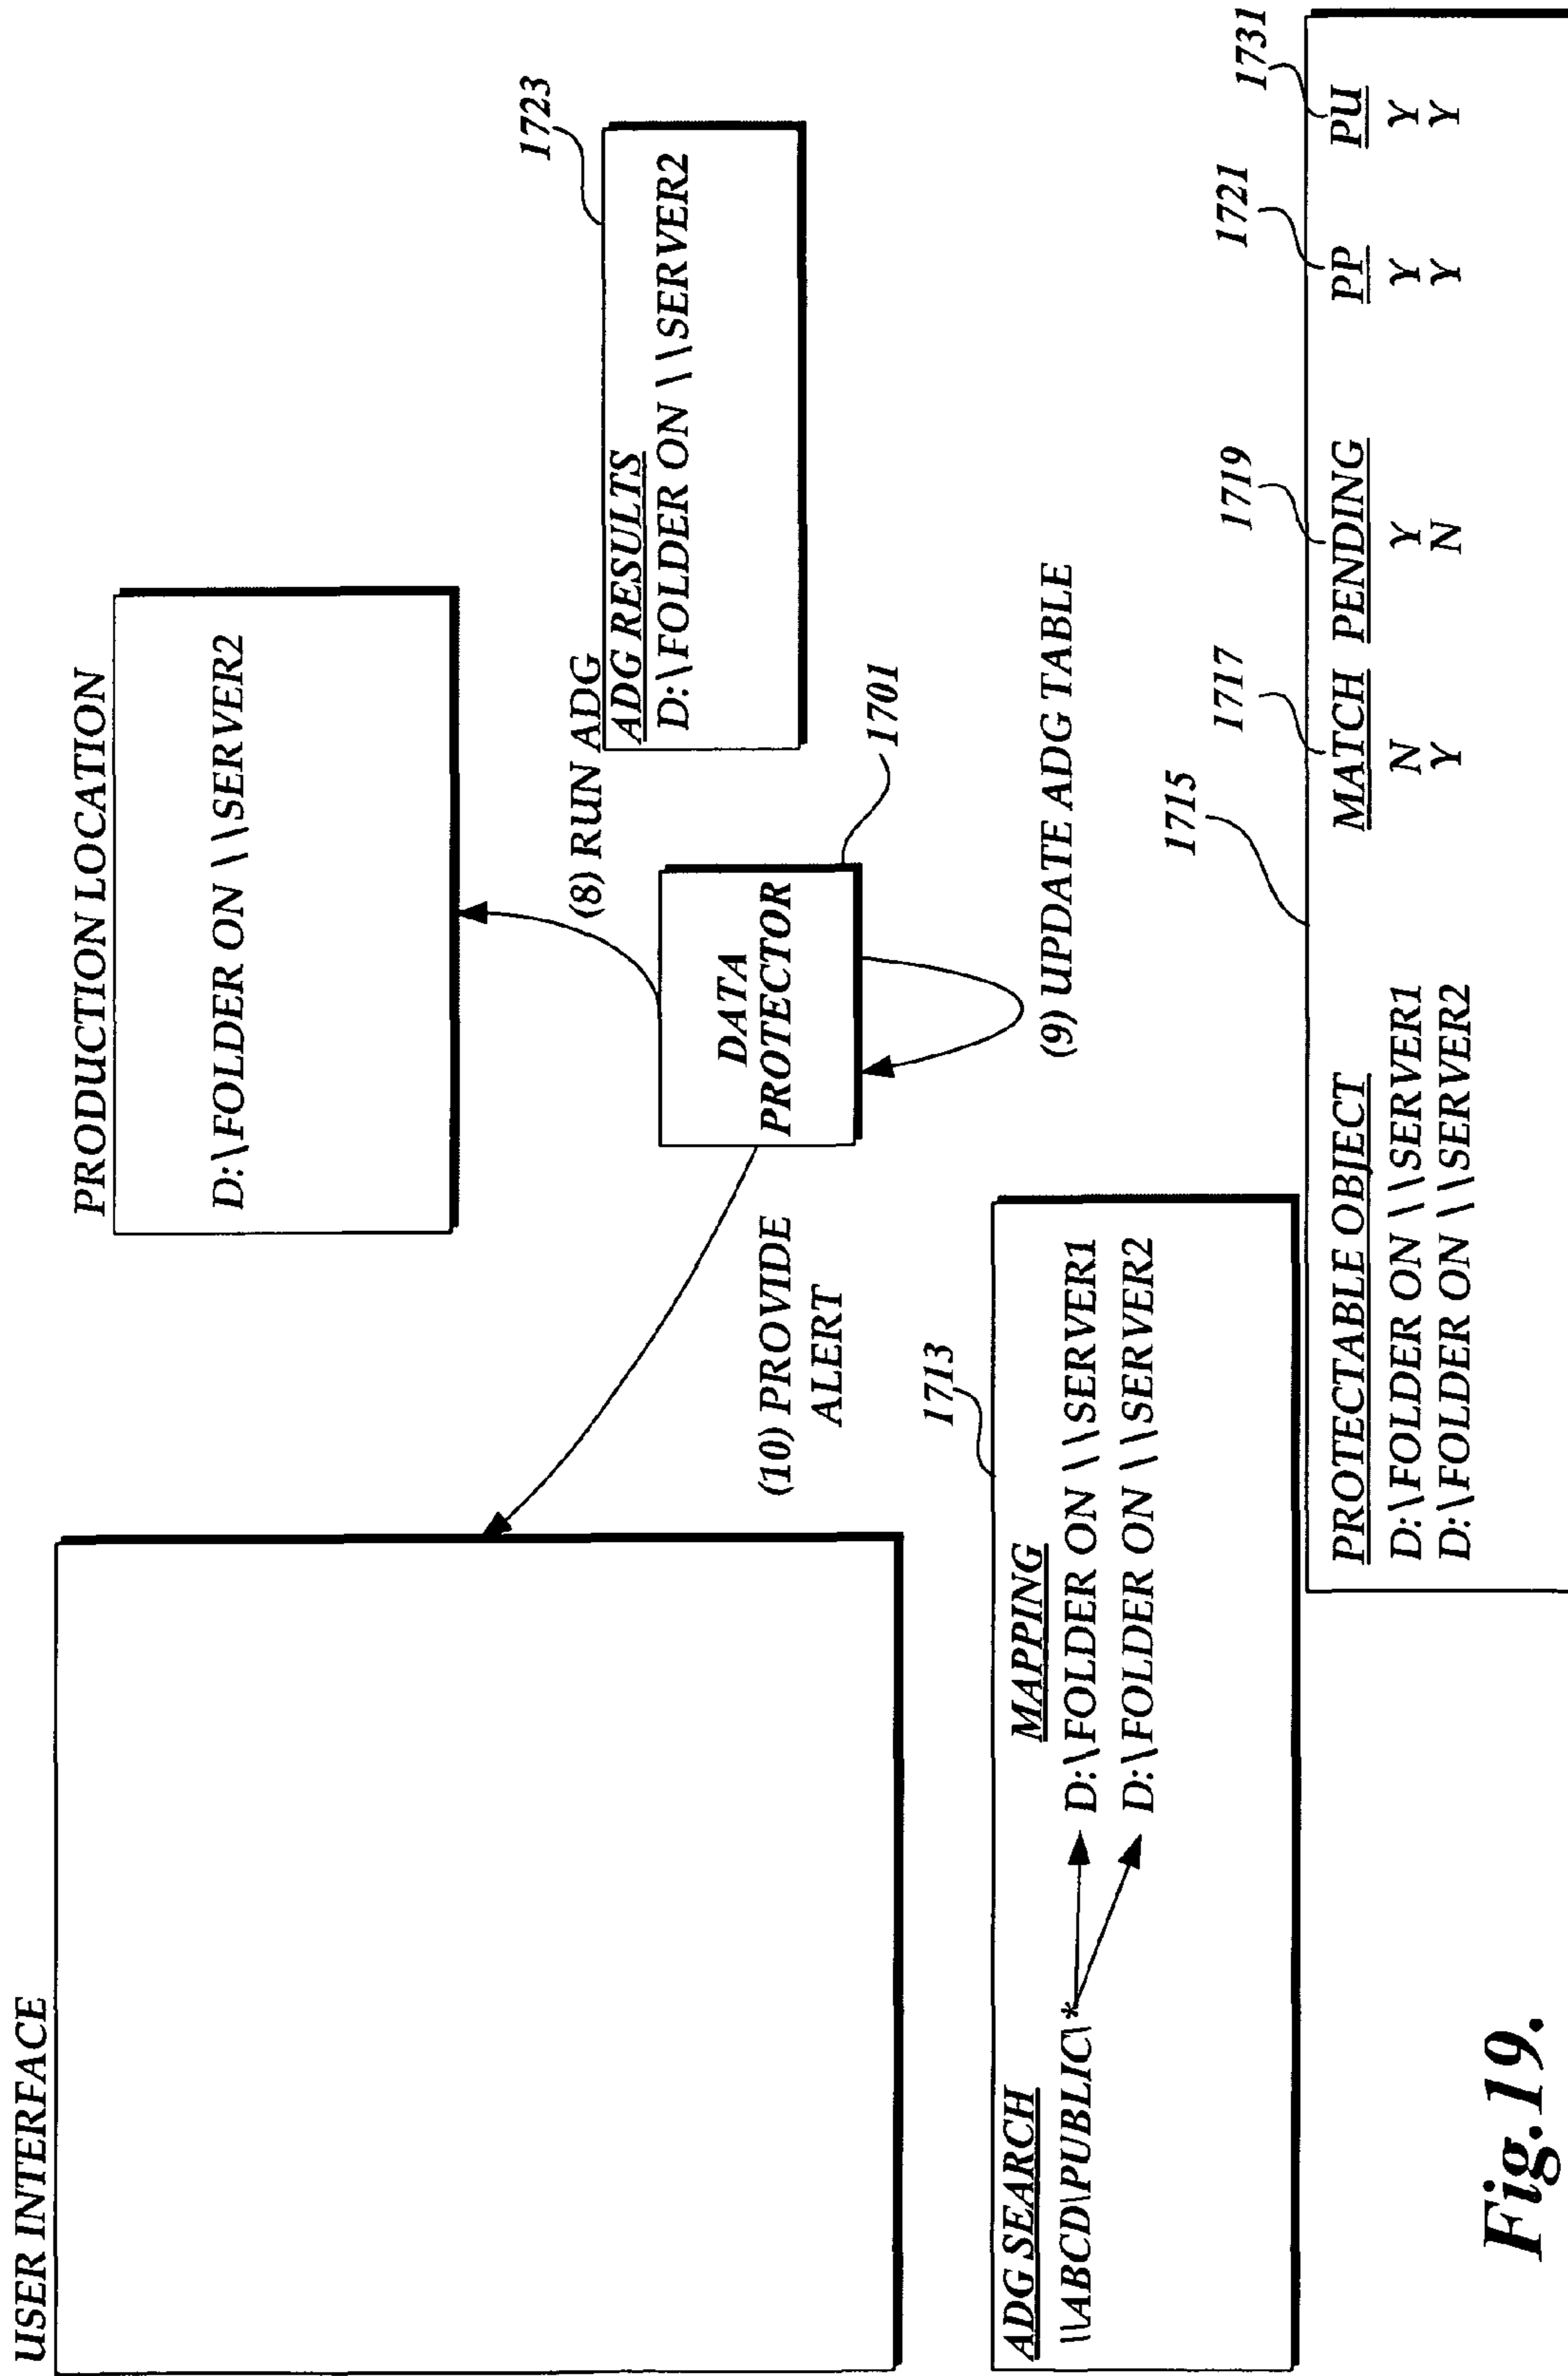 USER INTERFACE
PRODUCTION LOCATION
D:\FOLDER ON \\SERVER2
(8) RUN ADG
1723
ADG RESULTS
D:\FOLDER ON \\SERVER2
DATA
PROTECTOR
1701
(9) UPDATE ADG TABLE
(10) PROVIDE
ALERT
1713
ADG SEARCH MAPPING
\\ABCD\PUBLIC\* D:\FOLDER ON \\SERVER1
D:\FOLDER ON \\SERVER2
1715 1717 1719 1721 1731
PROTECTABLE OBJECT MATCH PENDING PP PU
D:\FOLDER ON \\SERVER1 N Y Y Y
D:\FOLDER ON \\SERVER2 Y N Y Y
Fig.19.